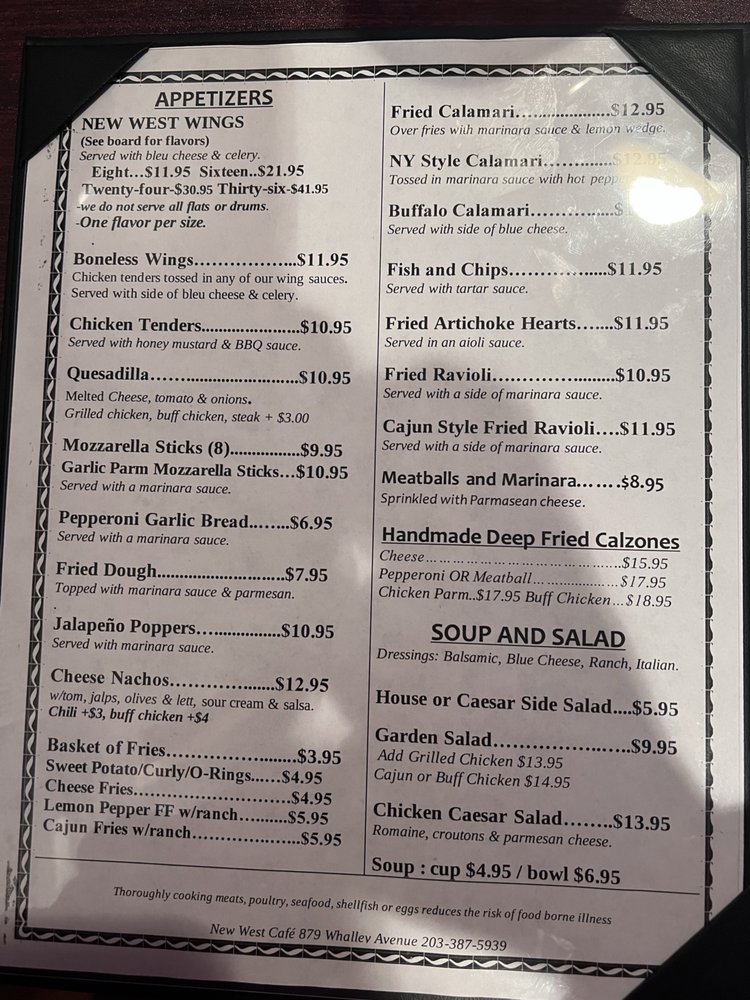 APPETIZERS
NEW WEST WINGS
(See board for flavors)
Served with bleu cheese & celery.
Eight...$11.95 Sixteen..$21.95
Twenty-four-$30.95 Thirty-six-$41.95
-we do not serve all flats or drums.
-One flavor per size.
Boneless Wings....................$11.95
Chicken tenders tossed in any of our wing sauces.
Served with side of bleu cheese & celery.
Chicken Tenders......................$10.95
Served with honey mustard & BBQ sauce.
Quesadilla..............................$10.95
Melted Cheese, tomato & onions.
Grilled chicken, buff chicken, steak + $3.00
Mozzarella Sticks (8)................$9.95
Garlic Parm Mozzarella Sticks...$10.95
Served with a marinara sauce.
Pepperoni Garlic Bread.........$6.95
Served with a marinara sauce.
Fried Dough............................$7.95
Topped with marinara sauce & parmesan.
Jalapeño Poppers...................$10.95
Served with marinara sauce.
Cheese Nachos.....................$12.95
w/tom, jalps, olives & lett, sour cream & salsa.
Chili +$3, buff chicken +$4
Basket of Fries.........................$3.95
Sweet Potato/Curly/O-Rings......$4.95
Cheese Fries..............................$4.95
Lemon Pepper FF w/ranch..........$5.95
Cajun Fries w/ranch....................$5.95
Fried Calamari.....................$12.95
Over fries with marinara sauce & lemon wedge.
NY Style Calamari..............$12.95
Tossed in marinara sauce with hot
Buffalo Calamari.................$
Served with side of blue cheese.
Fish and Chips....................$11.95
Served with tartar sauce.
Fried Artichoke Hearts.......$11.95
Served in an aioli sauce.
Fried Ravioli.......................$10.95
Served with a side of marinara sauce.
Cajun Style Fried Ravioli....$11.95
Served with a side of marinara sauce.
Meatballs and Marinara.......$8.95
Sprinkled with Parmasean cheese.
Handmade Deep Fried Calzones
Cheese..........................................$15.95
Pepperoni OR Meatball......................$17.95
Chicken Parm..$17.95 Buff Chicken...$18.95
SOUP AND SALAD
Dressings: Balsamic, Blue Cheese, Ranch, Italian.
House or Caesar Side Salad....$5.95
Garden Salad........................$9.95
Add Grilled Chicken $13.95
Cajun or Buff Chicken $14.95
Chicken Caesar Salad........$13.95
Romaine, croutons & parmesan cheese.
Soup : cup $4.95 / bowl $6.95
Thoroughly cooking meats, poultry, seafood, shellfish or eggs reduces the risk of food borne illness
New West Café 879 Whalley Avenue 203-387-5939